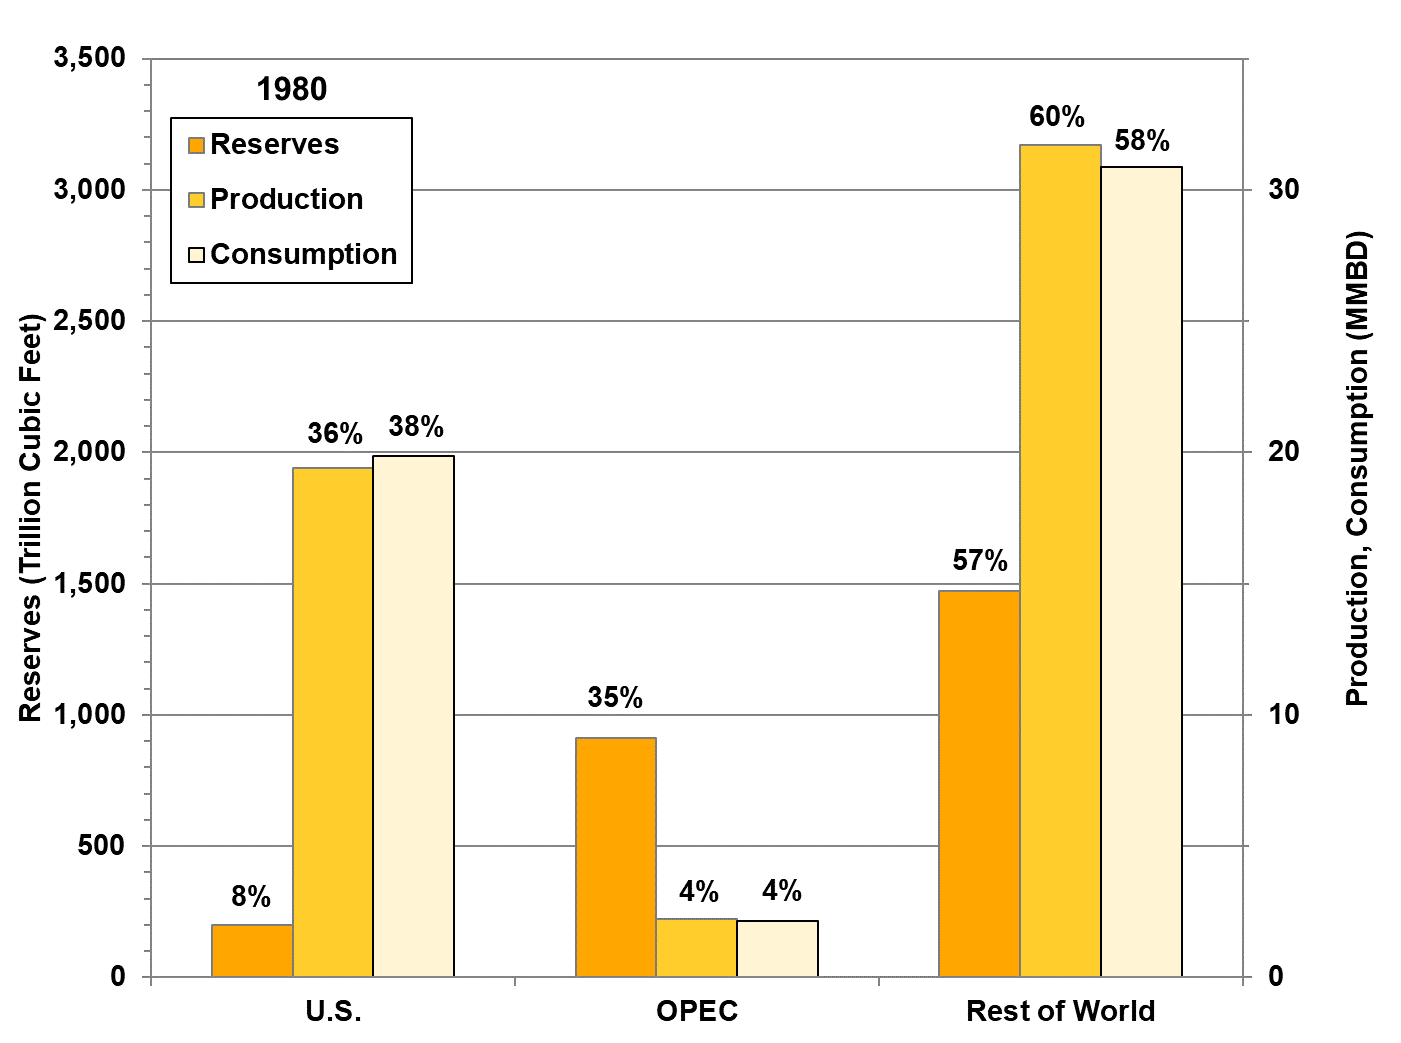 1980
Reserves
Production
Consumption
Reserves (Trillion Cubic Feet)
3,500
3,000
2,500
2,000
1,500
1,000
500
0
8%
36%
38%
35%
4%
4%
57%
60%
58%
30
20
10
0
Production, Consumption (MMBD)
U.S.
OPEC
Rest of World